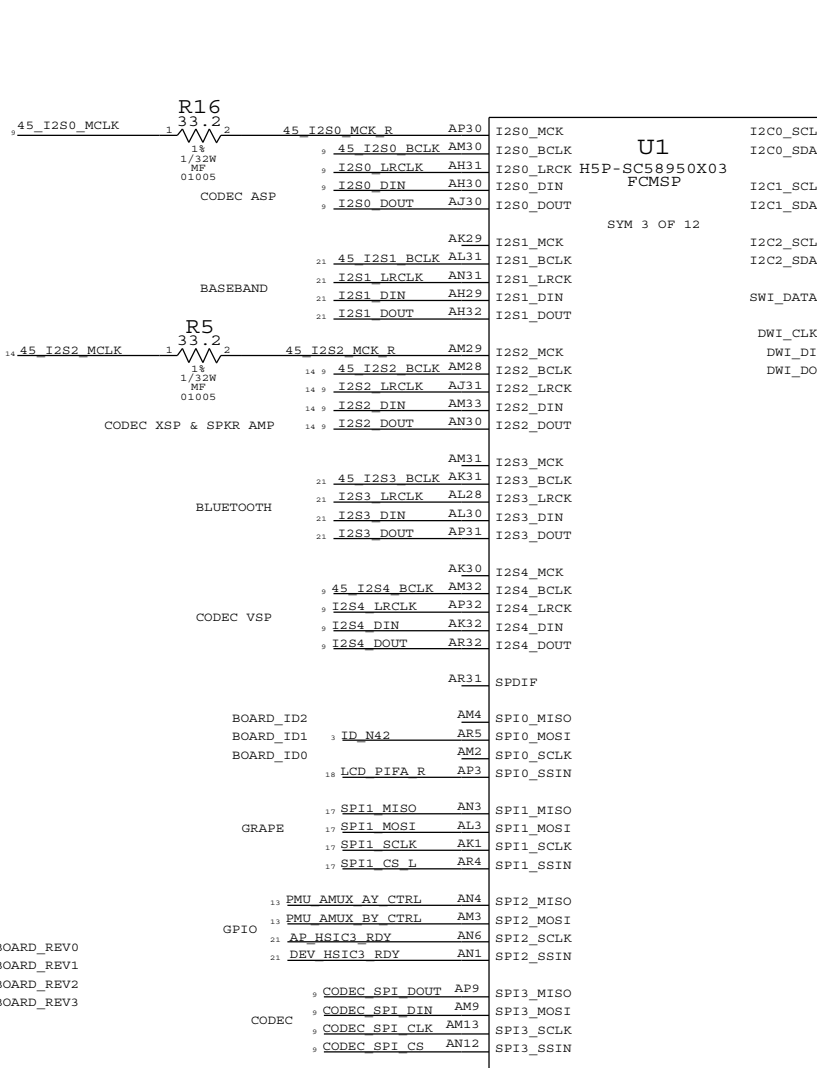 R16
33.2
9 45_I2S0_MCLK 1 2 45_I2S0_MCK_R AP30 I2S0_MCK
1%
1/32W
MF
01005
U1
H5P-SC58950X03
FCMSP
SYM 3 OF 12
I2C0_SCL
9 45_I2S0_BCLK AM30 I2S0_BCLK I2C0_SDA
9 I2S0_LRCLK AH31 I2S0_LRCK
9 I2S0_DIN AH30 I2S0_DIN I2C1_SCL
CODEC ASP
9 I2S0_DOUT AJ30 I2S0_DOUT I2C1_SDA
AK29 I2S1_MCK I2C2_SCL
21 45_I2S1_BCLK AL31 I2S1_BCLK I2C2_SDA
21 I2S1_LRCLK AN31 I2S1_LRCK
BASEBAND
21 I2S1_DIN AH29 I2S1_DIN SWI_DATA
21 I2S1_DOUT AH32 I2S1_DOUT
R5
33.2
DWI_CLK
14 45_I2S2_MCLK 1 2 45_I2S2_MCK_R AM29 I2S2_MCK DWI_DI
1%
1/32W
MF
01005
14 9 45_I2S2_BCLK AM28 I2S2_BCLK DWI_DO
14 9 I2S2_LRCLK AJ31 I2S2_LRCK
14 9 I2S2_DIN AM33 I2S2_DIN
CODEC XSP & SPKR AMP 14 9 I2S2_DOUT AN30 I2S2_DOUT
AM31 I2S3_MCK
21 45_I2S3_BCLK AK31 I2S3_BCLK
21 I2S3_LRCLK AL28 I2S3_LRCK
BLUETOOTH
21 I2S3_DIN AL30 I2S3_DIN
21 I2S3_DOUT AP31 I2S3_DOUT
AK30 I2S4_MCK
9 45_I2S4_BCLK AM32 I2S4_BCLK
9 I2S4_LRCLK AP32 I2S4_LRCK
CODEC VSP
9 I2S4_DIN AK32 I2S4_DIN
9 I2S4_DOUT AR32 I2S4_DOUT
AR31 SPDIF
BOARD_ID2 AM4 SPI0_MISO
BOARD_ID1 3 ID_N42 AR5 SPI0_MOSI
BOARD_ID0 AM2 SPI0_SCLK
18 LCD_PIFA_R AP3 SPI0_SSIN
17 SPI1_MISO AN3 SPI1_MISO
GRAPE 17 SPI1_MOSI AL3 SPI1_MOSI
17 SPI1_SCLK AK1 SPI1_SCLK
17 SPI1_CS_L AR4 SPI1_SSIN
13 PMU_AMUX_AY_CTRL AN4 SPI2_MISO
13 PMU_AMUX_BY_CTRL AM3 SPI2_MOSI
GPIO
21 AP_HSIC3_RDY AN6 SPI2_SCLK
21 DEV_HSIC3_RDY AN1 SPI2_SSIN
BOARD_REV0
BOARD_REV1
BOARD_REV2
BOARD_REV3
9 CODEC_SPI_DOUT AP9 SPI3_MISO
9 CODEC_SPI_DIN AM9 SPI3_MOSI
CODEC
9 CODEC_SPI_CLK AM13 SPI3_SCLK
9 CODEC_SPI_CS AN12 SPI3_SSIN